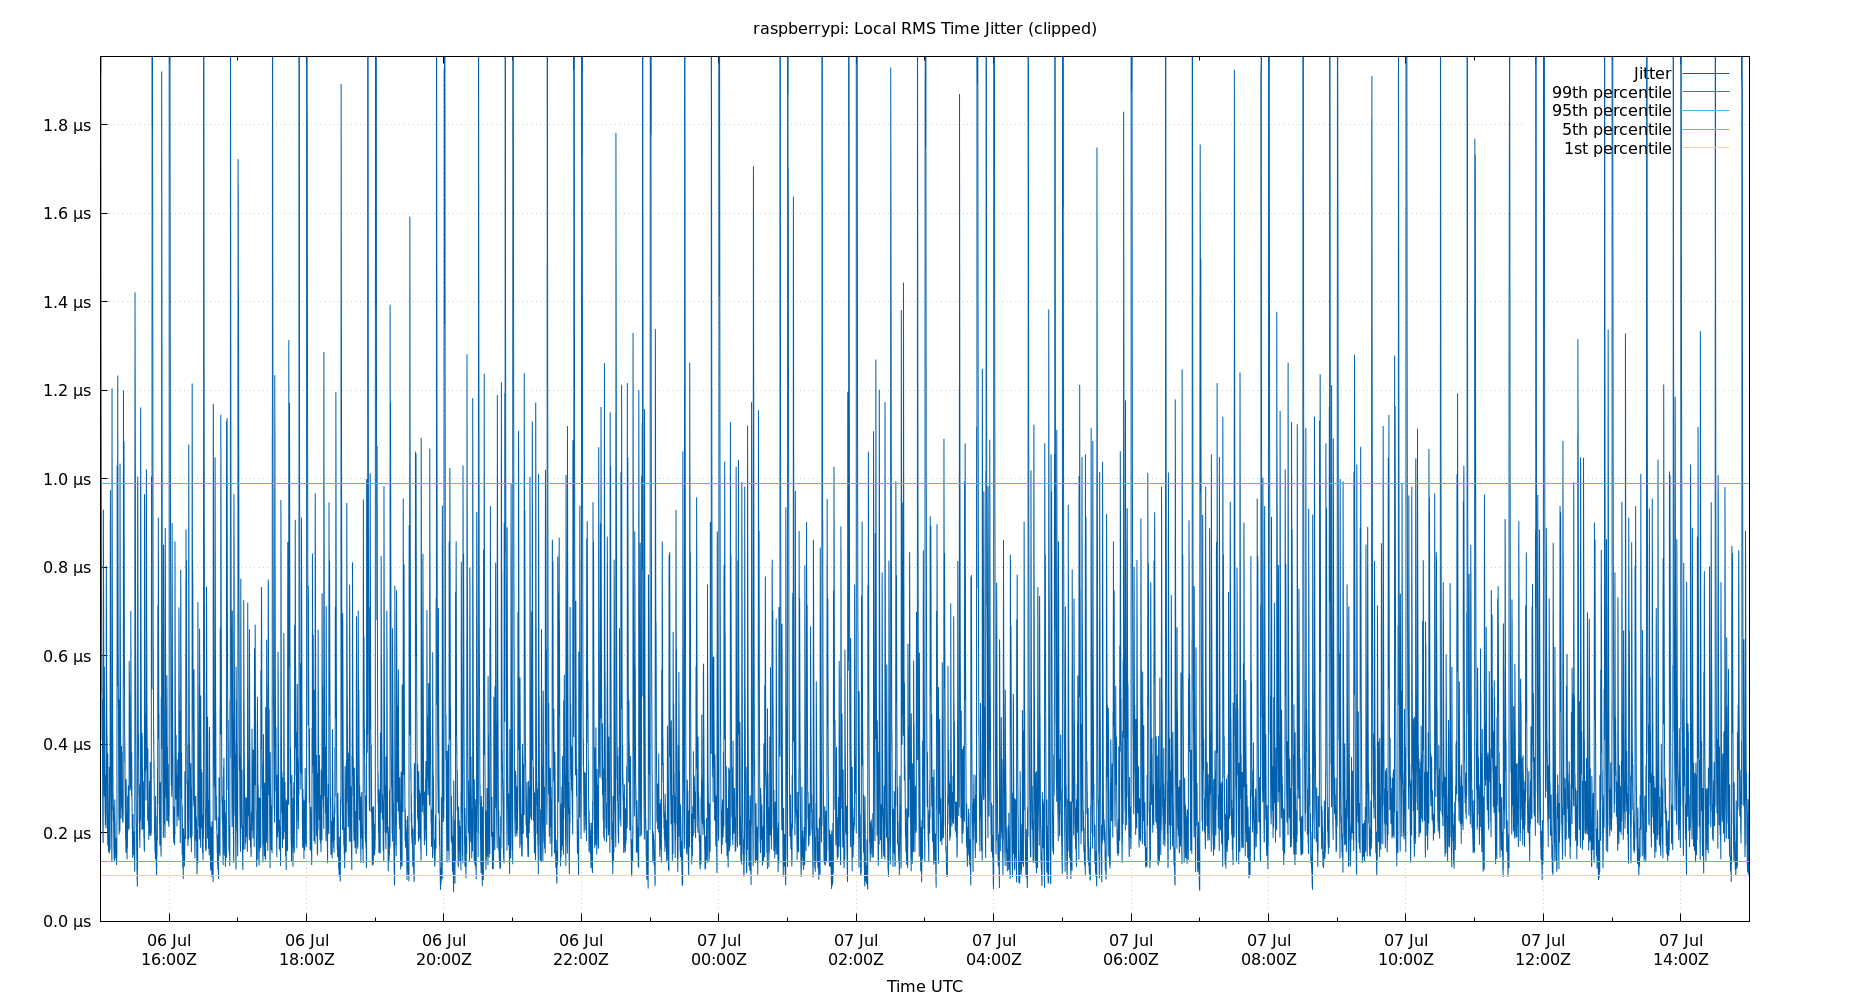 raspberrypi: Local RMS Time Jitter (clipped)
Jitter
99th percentile
95th percentile
5th percentile
1st percentile
1.8 µs
1.6 µs
1.4 µs
1.2 µs
1.0 µs
0.8 µs
0.6 µs
0.4 µs
0.2 µs
0.0 µs
06 Jul 06 Jul 06 Jul 06 Jul 07 Jul 07 Jul 07 Jul 07 Jul 07 Jul 07 Jul 07 Jul 07 Jul
16:00Z 18:00Z 20:00Z 22:00Z 00:00Z 02:00Z 04:00Z 06:00Z 08:00Z 10:00Z 12:00Z 14:00Z
Time UTC